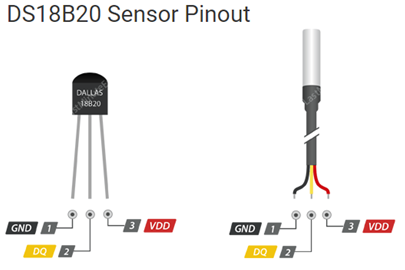 DS18B20 Sensor Pinout
DALLAS
18B20
GND 1 3 VDD
DQ 2
GND 1 3 VDD
DQ 2